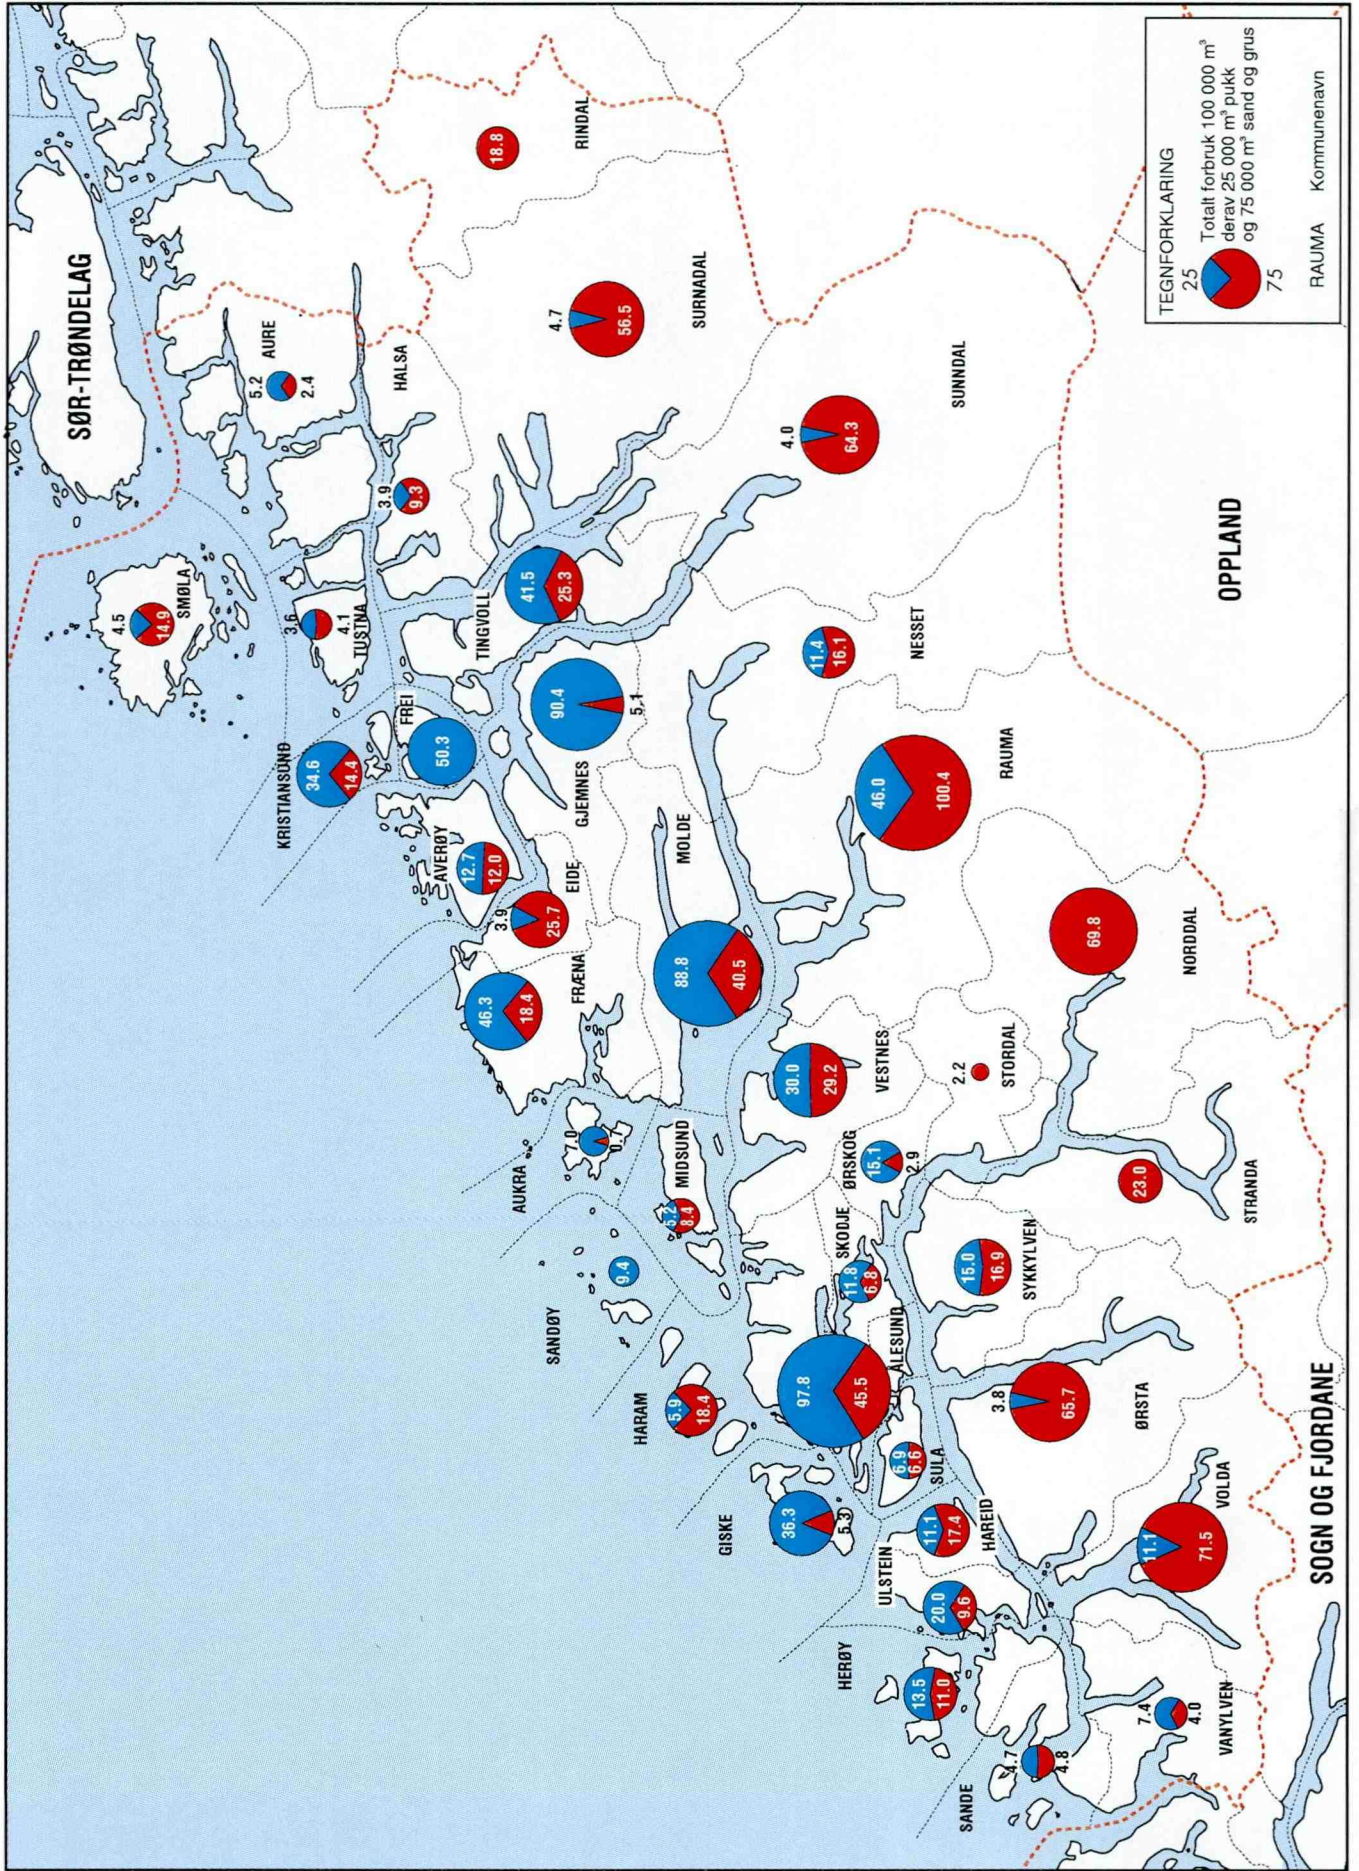 SØR-TRØNDELAG
4.5
14.9
SMØLA
5.2
AURE
2.4
3.6
4.1
TUSTNA
3.9
9.3
HALSA
18.8
RINDAL
4.7
56.5
SURNADAL
KRISTIANSUND
34.6
14.4
FREI
50.3
TINGVOLL
41.5
25.3
90.4
5.1
GJEMNES
4.0
64.3
SUNNDAL
AVERØY
12.7
12.0
3.9
25.7
EIDE
46.3
18.4
FRÆNA
MOLDE
88.8
40.5
11.4
16.1
NESSET
46.0
100.4
RAUMA
AUKRA
7.0
0.7
MIDSUND
5.2
8.4
SANDØY
9.4
30.0
29.2
VESTNES
2.2
STORDAL
69.8
NORDDAL
ØRSKOG
15.1
2.9
SKODJE
11.8
6.8
HARAM
5.9
18.4
97.8
45.5
ÅLESUND
15.0
16.9
SYKKYLVEN
23.0
STRANDA
GISKE
36.3
5.3
6.9
6.6
SULA
3.8
65.7
ØRSTA
ULSTEIN
20.0
9.6
11.1
17.4
HAREID
11.1
71.5
VOLDA
HERØY
13.5
11.0
SANDE
4.7
4.8
7.4
4.0
VANYLVEN
OPPLAND
SOGN OG FJORDANE
TEGNFORKLARING
25
Totalt forbruk 100 000 m³
derav 25 000 m³ pukk
og 75 000 m³ sand og grus
75
RAUMA Kommunenavn